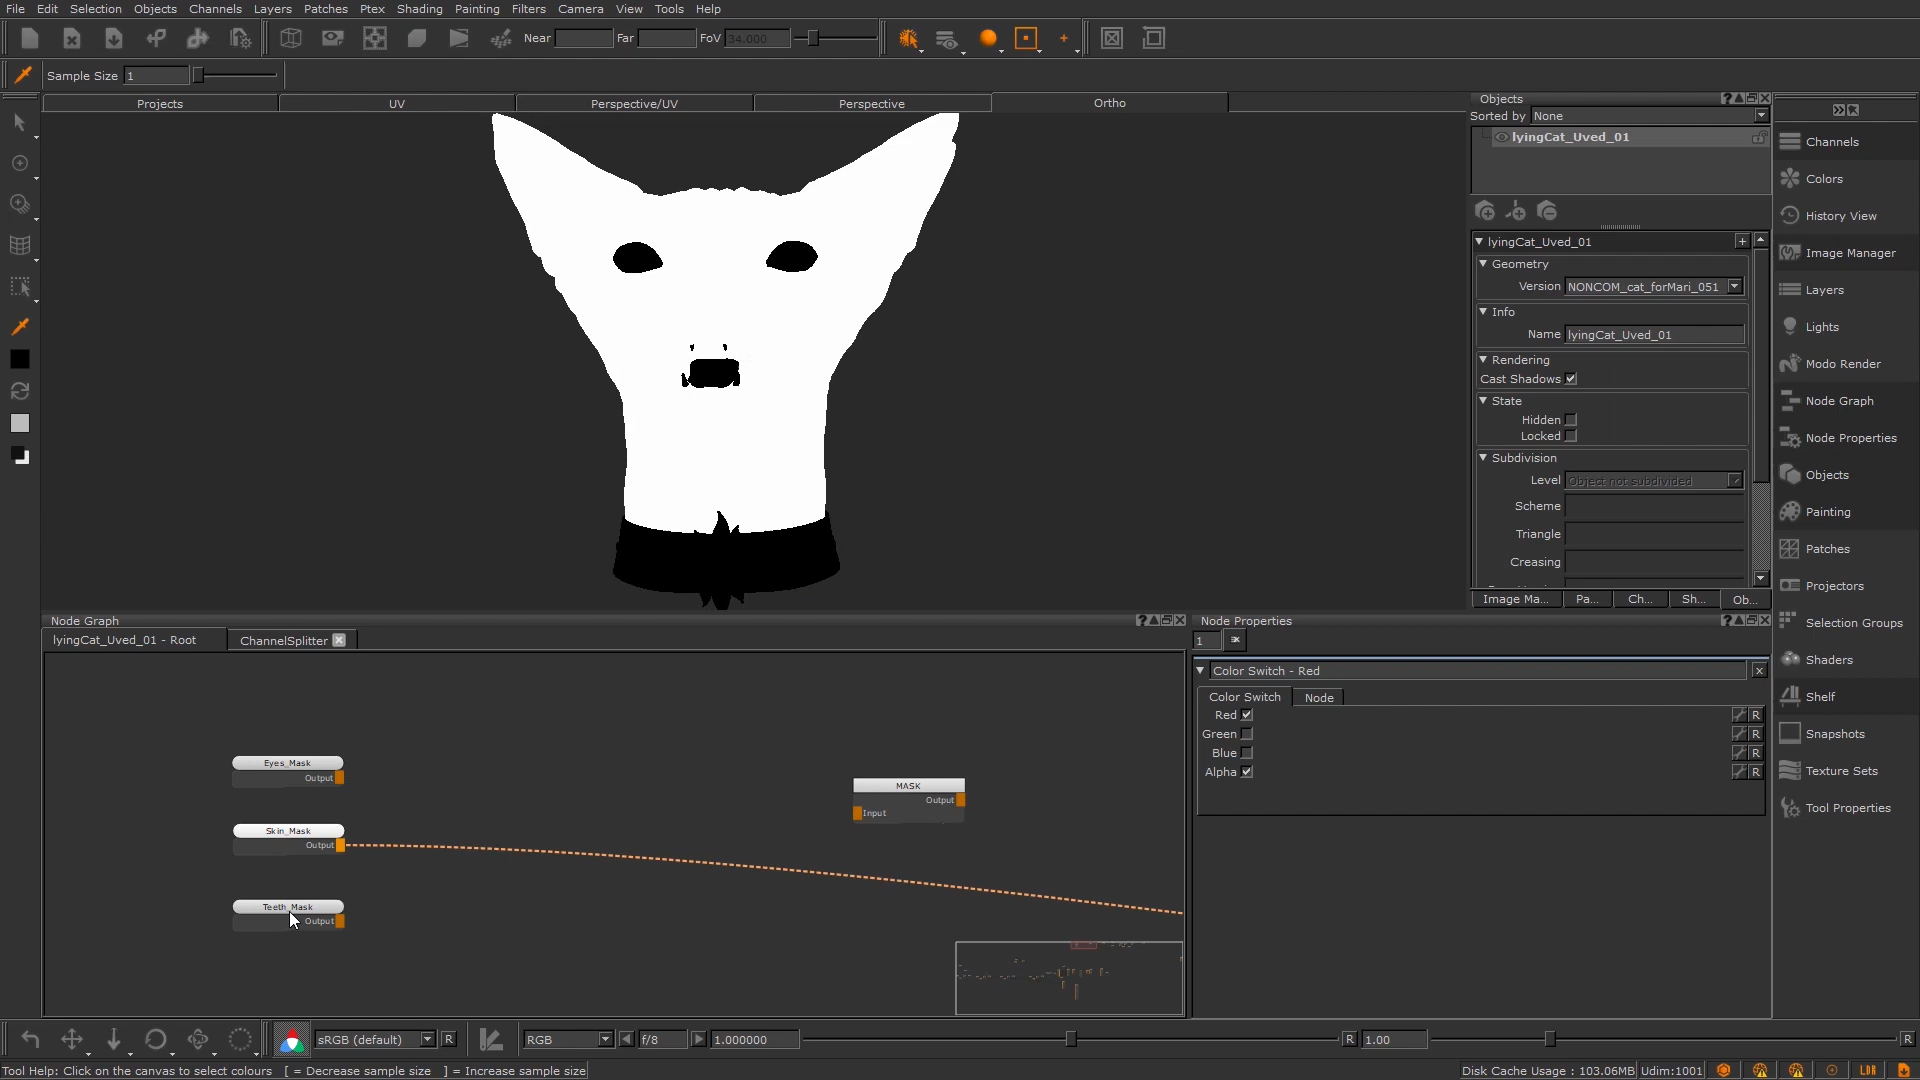 File Edit Selection Objects Channels Layers Patches Ptex Shading Painting Filters Camera View Tools Help
Near Far FoV 34.000
Sample Size 1
Projects UV Perspective/UV Perspective Ortho
Objects
Sorted by None
lyingCat_Uved_01
lyingCat_Uved_01
Geometry
Version NONCOM_cat_forMari_051
Info
Name lyingCat_Uved_01
Rendering
Cast Shadows
State
Hidden
Locked
Subdivision
Level Object not subdivided
Scheme
Triangle
Creasing
Image Ma... Pa... Ch... Sh... Ob...
Channels
Colors
History View
Image Manager
Layers
Lights
Modo Render
Node Graph
Node Properties
Objects
Painting
Patches
Projectors
Selection Groups
Shaders
Shelf
Snapshots
Texture Sets
Tool Properties
Node Graph
lyingCat_Uved_01 - Root ChannelSplitter
Eyes_Mask
Output
Skin_Mask
Output
Teeth_Mask
Output
MASK
Output
Input
Node Properties
1
Color Switch - Red
Color Switch Node
Red R
Green R
Blue R
Alpha R
sRGB (default) R RGB f/8 1.000000 R 1.00 R
Tool Help: Click on the canvas to select colours [ = Decrease sample size ] = Increase sample size
Disk Cache Usage : 103.06MB Udim:1001 LDR